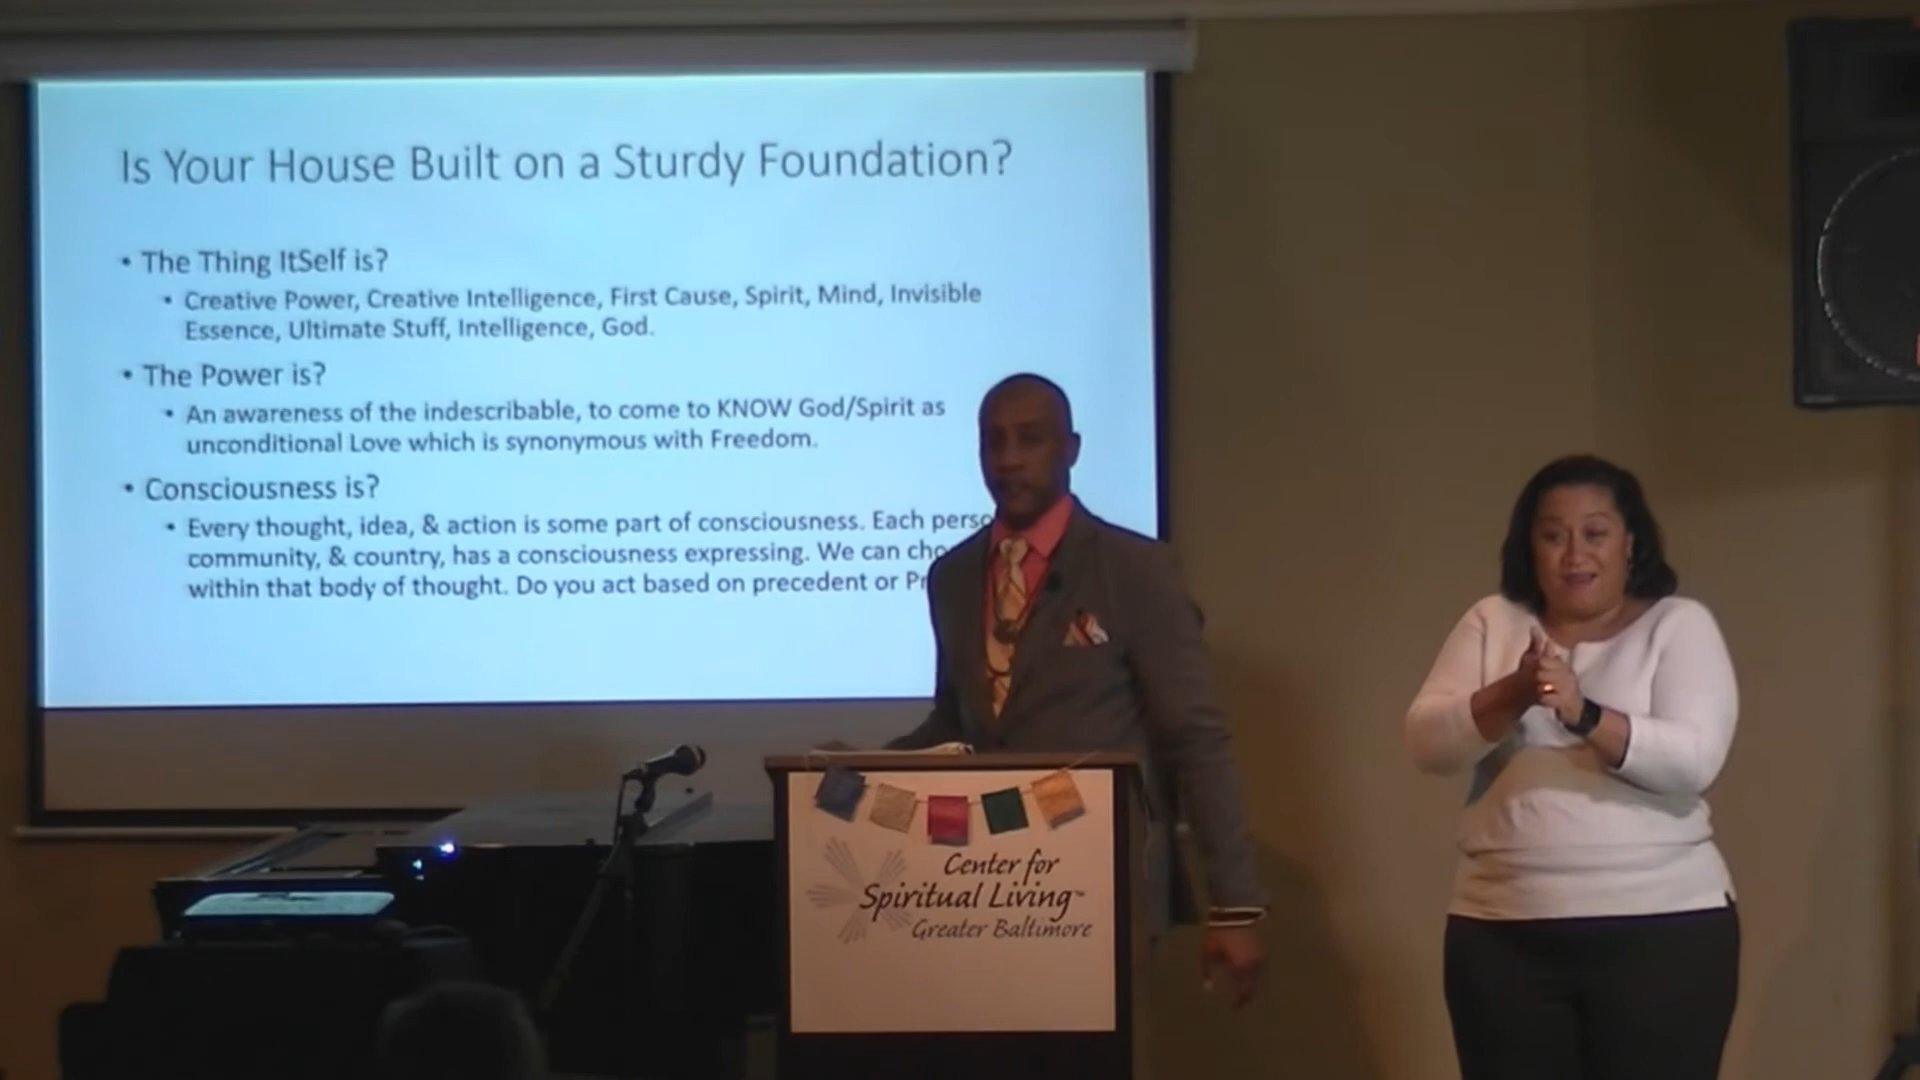 Is Your House Built on a Sturdy Foundation?
• The Thing ItSelf is?
• Creative Power, Creative Intelligence, First Cause, Spirit, Mind, Invisible
Essence, Ultimate Stuff, Intelligence, God.
• The Power is?
• An awareness of the indescribable, to come to KNOW God/Spirit as
unconditional Love which is synonymous with Freedom.
• Consciousness is?
• Every thought, idea, & action is some part of consciousness. Each
community, & country, has a consciousness expressing. We can
within that body of thought. Do you act based on precedent or
Center for
Spiritual Living™
Greater Baltimore